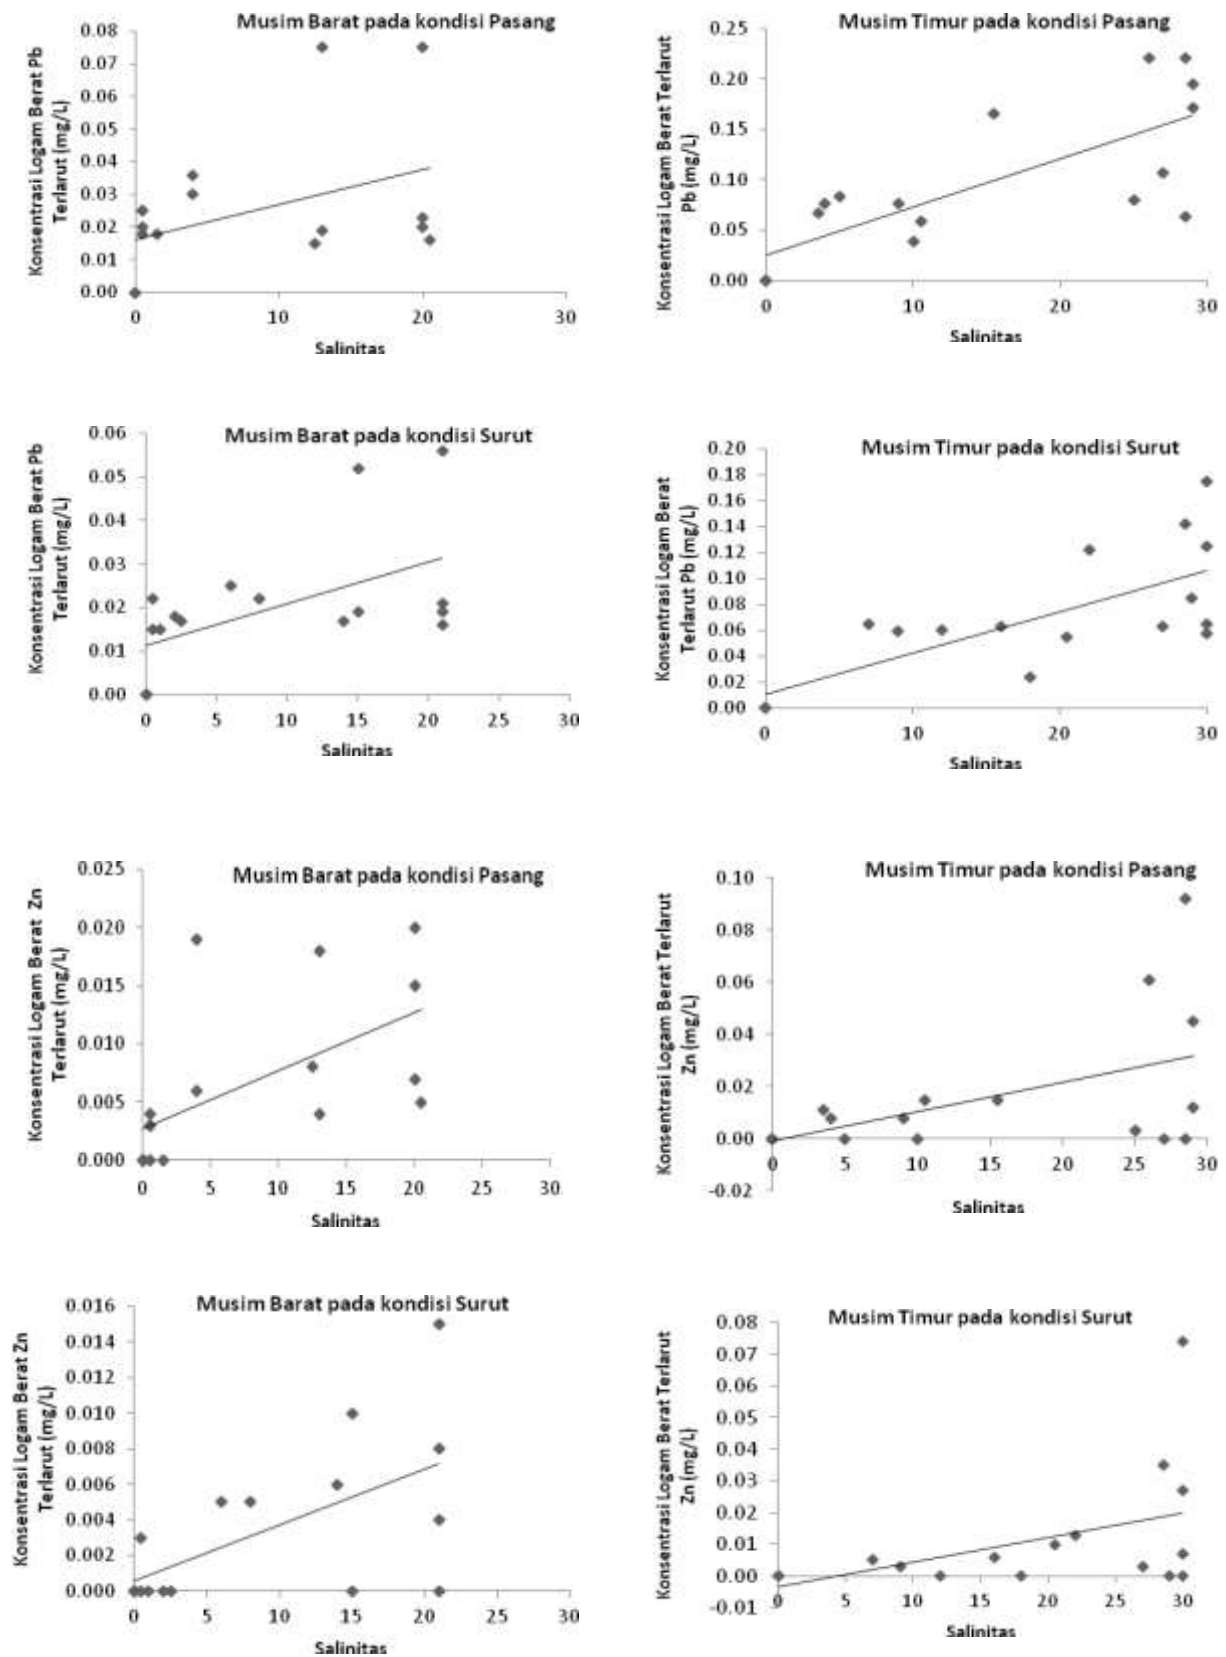 Musim Barat pada kondisi Pasang
Konsentrasi Logam Berat Pb
Terlarut (mg/L)
0.08
0.07
0.06
0.05
0.04
0.03
0.02
0.01
0.00
0 10 20 30
Salinitas
Musim Timur pada kondisi Pasang
Konsentrasi Logam Berat Terlarut
Pb (mg/L)
0.25
0.20
0.15
0.10
0.05
0.00
0 10 20 30
Salinitas
Musim Barat pada kondisi Surut
Konsentrasi Logam Berat Pb
Terlarut (mg/L)
0.06
0.05
0.04
0.03
0.02
0.01
0.00
0 5 10 15 20 25 30
Salinitas
Musim Timur pada kondisi Surut
Konsentrasi Logam Berat
Terlarut Pb (mg/L)
0.20
0.18
0.16
0.14
0.12
0.10
0.08
0.06
0.04
0.02
0.00
0 10 20 30
Salinitas
Musim Barat pada kondisi Pasang
Konsentrasi Logam Berat Zn
Terlarut (mg/L)
0.025
0.020
0.015
0.010
0.005
0.000
0 5 10 15 20 25 30
Salinitas
Musim Timur pada kondisi Pasang
Konsentrasi Logam Berat Terlarut
Zn (mg/L)
0.10
0.08
0.06
0.04
0.02
0.00
-0.02
0 5 10 15 20 25 30
Salinitas
Musim Barat pada kondisi Surut
Konsentrasi Logam Berat Zn
Terlarut (mg/L)
0.016
0.014
0.012
0.010
0.008
0.006
0.004
0.002
0.000
0 5 10 15 20 25 30
Salinitas
Musim Timur pada kondisi Surut
Konsentrasi Logam Berat Terlarut
Zn (mg/L)
0.08
0.07
0.06
0.05
0.04
0.03
0.02
0.01
0.00
-0.01
0 5 10 15 20 25 30
Salinitas